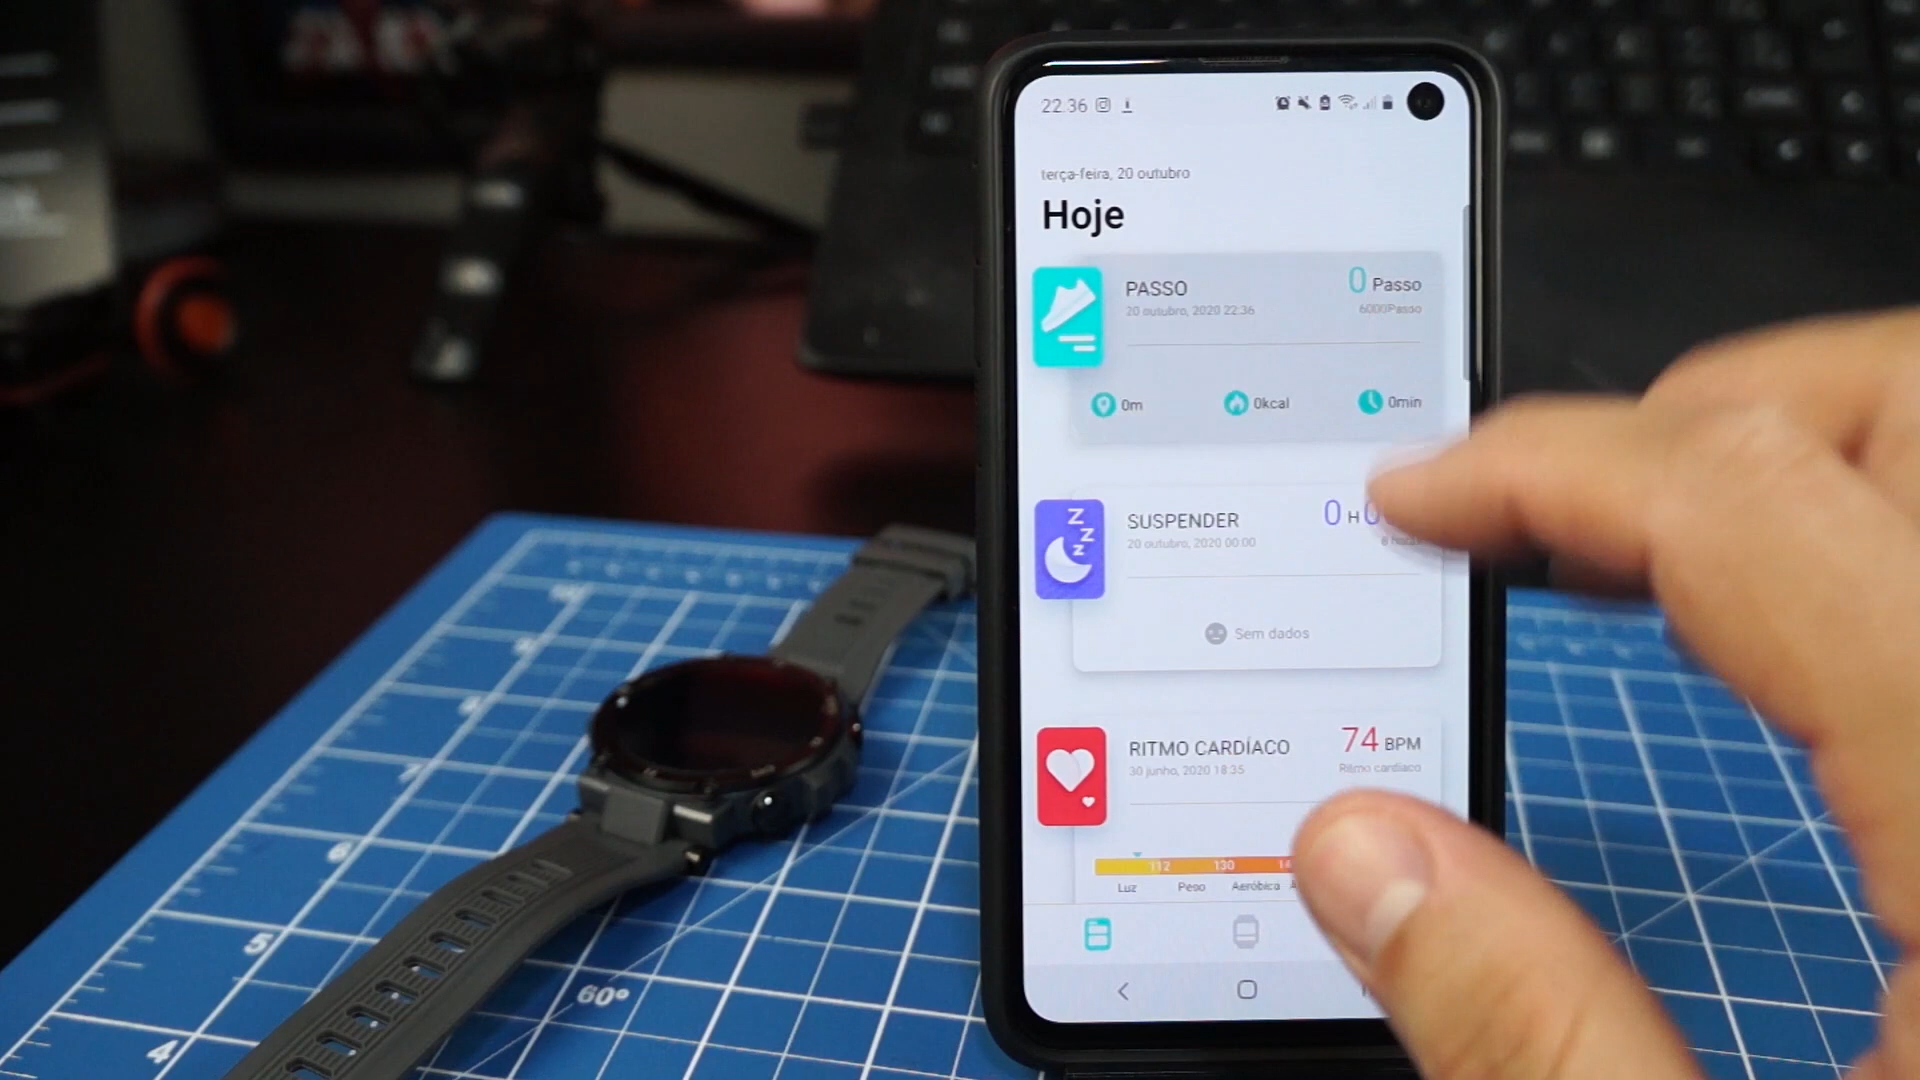 22.36
terça-feira, 20 outubro
Hoje
PASSO
0 Passo
20 outubro, 2020 22:36
6000Passo
0m
0kcal
0min
Z
Z
Z
SUSPENDER
0 H
20 outubro, 2020 00:00
8
Sem dados
RITMO CARDÍACO
74 BPM
30 junho, 2020 18:35
Ritmo cardíaco
112
130
Luz
Peso
Aeróbica
7
6
5
4
60°